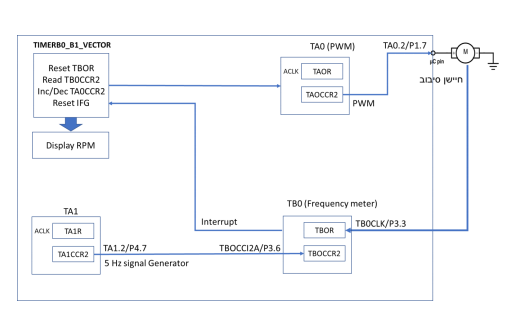 TIMERB0_B1_VECTOR
Reset TBOR
Read TB0CCR2
Inc/Dec TA0CCR2
Reset IFG
Display RPM
TA0 (PWM)
ACLK
TAOR
TAOCCR2
PWM
TA0.2/P1.7
μC pin
M
חיישן סיבוב
TB0 (Frequency meter)
TB0CLK/P3.3
TBOR
TBOCCR2
Interrupt
TBOCCI2A/P3.6
TA1
ACLK
TA1R
TA1CCR2
TA1.2/P4.7
5 Hz signal Generator